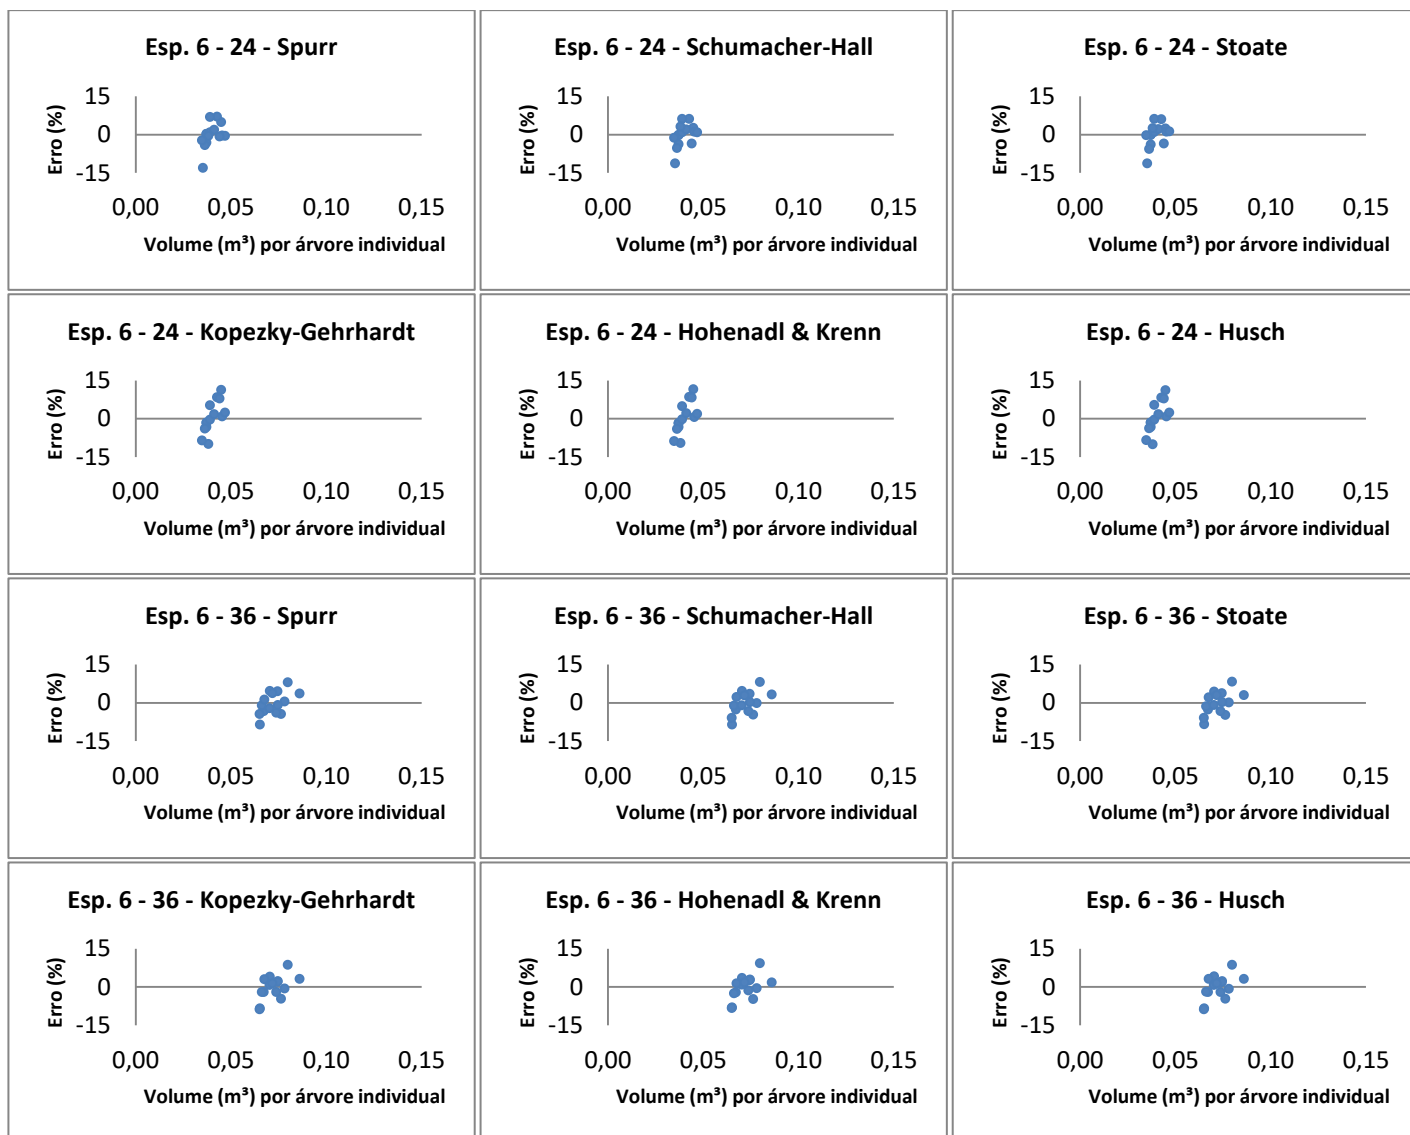 Esp. 6 - 24 - Spurr
Erro (%)
15
0
-15
0,00 0,05 0,10 0,15
Volume (m³) por árvore individual
Esp. 6 - 24 - Schumacher-Hall
Erro (%)
15
0
-15
0,00 0,05 0,10 0,15
Volume (m³) por árvore individual
Esp. 6 - 24 - Stoate
Erro (%)
15
0
-15
0,00 0,05 0,10 0,15
Volume (m³) por árvore individual
Esp. 6 - 24 - Kopezky-Gehrhardt
Erro (%)
15
0
-15
0,00 0,05 0,10 0,15
Volume (m³) por árvore individual
Esp. 6 - 24 - Hohenadl & Krenn
Erro (%)
15
0
-15
0,00 0,05 0,10 0,15
Volume (m³) por árvore individual
Esp. 6 - 24 - Husch
Erro (%)
15
0
-15
0,00 0,05 0,10 0,15
Volume (m³) por árvore individual
Esp. 6 - 36 - Spurr
Erro (%)
15
0
-15
0,00 0,05 0,10 0,15
Volume (m³) por árvore individual
Esp. 6 - 36 - Schumacher-Hall
Erro (%)
15
0
-15
0,00 0,05 0,10 0,15
Volume (m³) por árvore individual
Esp. 6 - 36 - Stoate
Erro (%)
15
0
-15
0,00 0,05 0,10 0,15
Volume (m³) por árvore individual
Esp. 6 - 36 - Kopezky-Gehrhardt
Erro (%)
15
0
-15
0,00 0,05 0,10 0,15
Volume (m³) por árvore individual
Esp. 6 - 36 - Hohenadl & Krenn
Erro (%)
15
0
-15
0,00 0,05 0,10 0,15
Volume (m³) por árvore individual
Esp. 6 - 36 - Husch
Erro (%)
15
0
-15
0,00 0,05 0,10 0,15
Volume (m³) por árvore individual